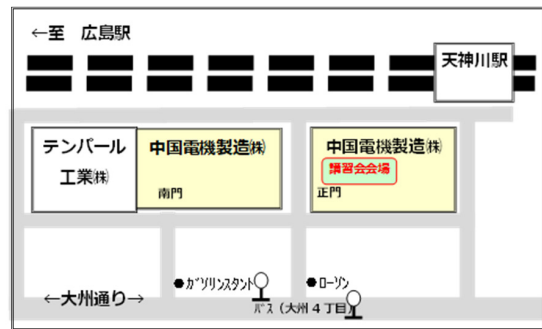 ←至 広島駅
天神川駅
テンパール
工業㈱
中国電機製造㈱
南門
中国電機製造㈱
講習会会場
正門
●ガソリンスタント
●ローソン
←大州通り→
バス（大州４丁目）